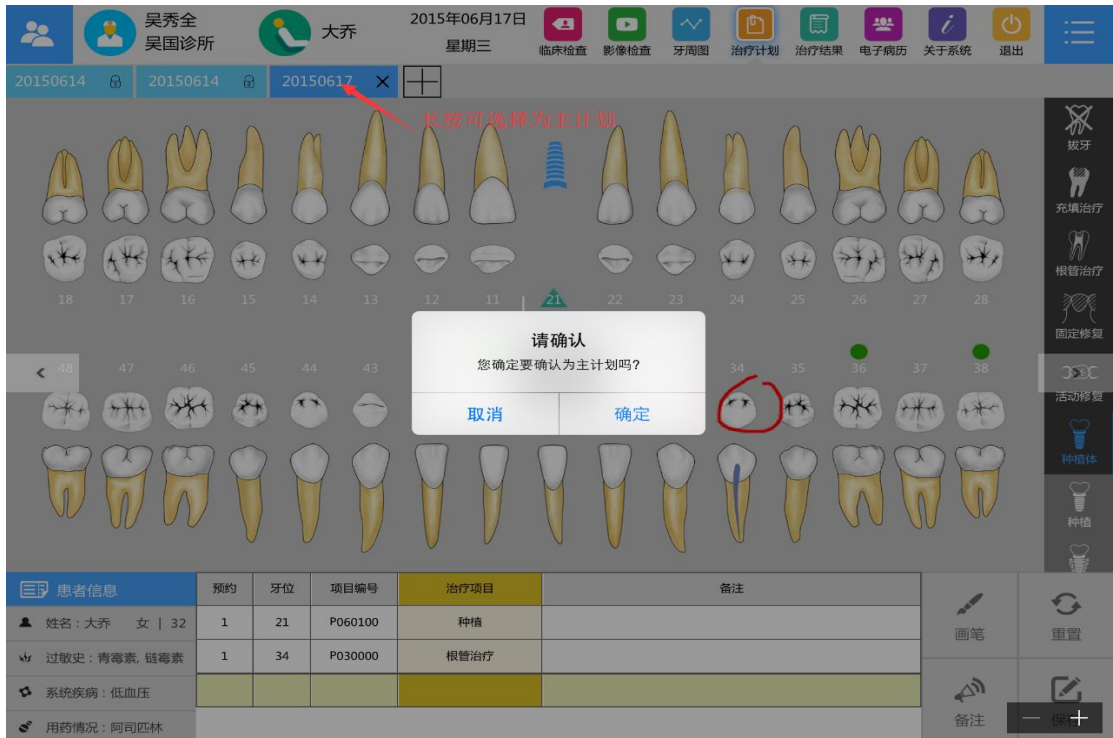 吴秀全
吴国诊所
大乔
2015年06月17日
星期三
临床检查
影像检查
牙周图
治疗计划
治疗结果
电子病历
关于系统
退出
20150614
20150614
20150617
长按可选择为主计划
18 17 16 15 14 13 12 11 21 22 23 24 25 26 27 28
48 47 46 45 44 43 34 35 36 37 38
请确认
您确定要确认为主计划吗?
取消 确定
拔牙
充填治疗
根管治疗
固定修复
活动修复
种植体
种植
患者信息
姓名:大乔 女 | 32
过敏史:青霉素, 链霉素
系统疾病:低血压
用药情况:阿司匹林
预约 牙位 项目编号 治疗项目 备注
1 21 P060100 种植
1 34 P030000 根管治疗
画笔
重置
备注
保存